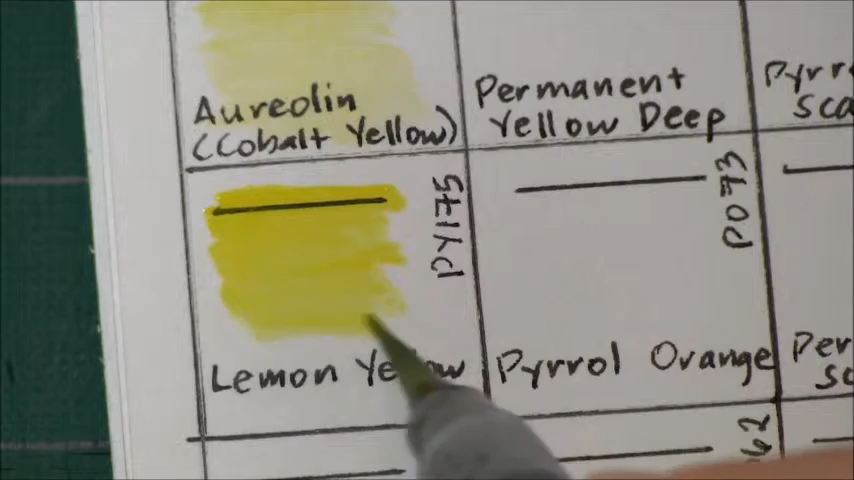 Aureolin
(Cobalt Yellow)
Permanent
Yellow Deep
PY175
Lemon Yellow
PO73
Pyrrol Orange